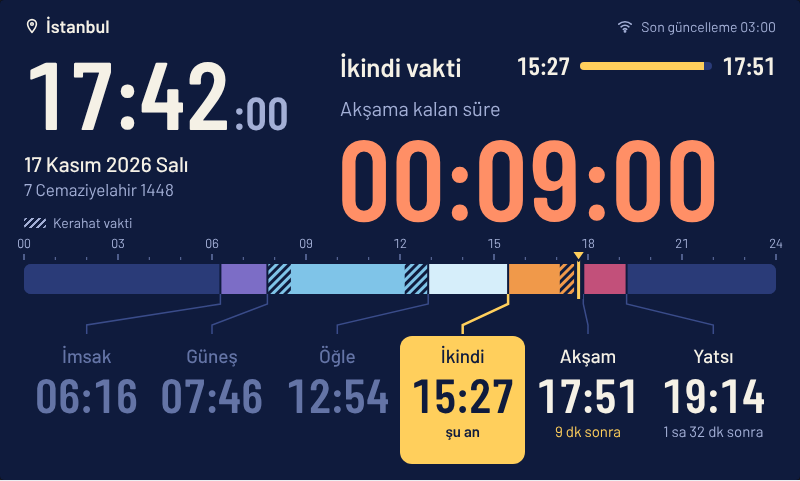 İstanbul
Son güncelleme 03:00
17:42:00
17 Kasım 2026 Salı
7 Cemaziyelahir 1448
Kerahat vakti
İkindi vakti
15:27
17:51
Akşama kalan süre
00:09:00
00 03 06 09 12 15 18 21 24
İmsak
06:16
Güneş
07:46
Öğle
12:54
İkindi
15:27
şu an
Akşam
17:51
9 dk sonra
Yatsı
19:14
1 sa 32 dk sonra